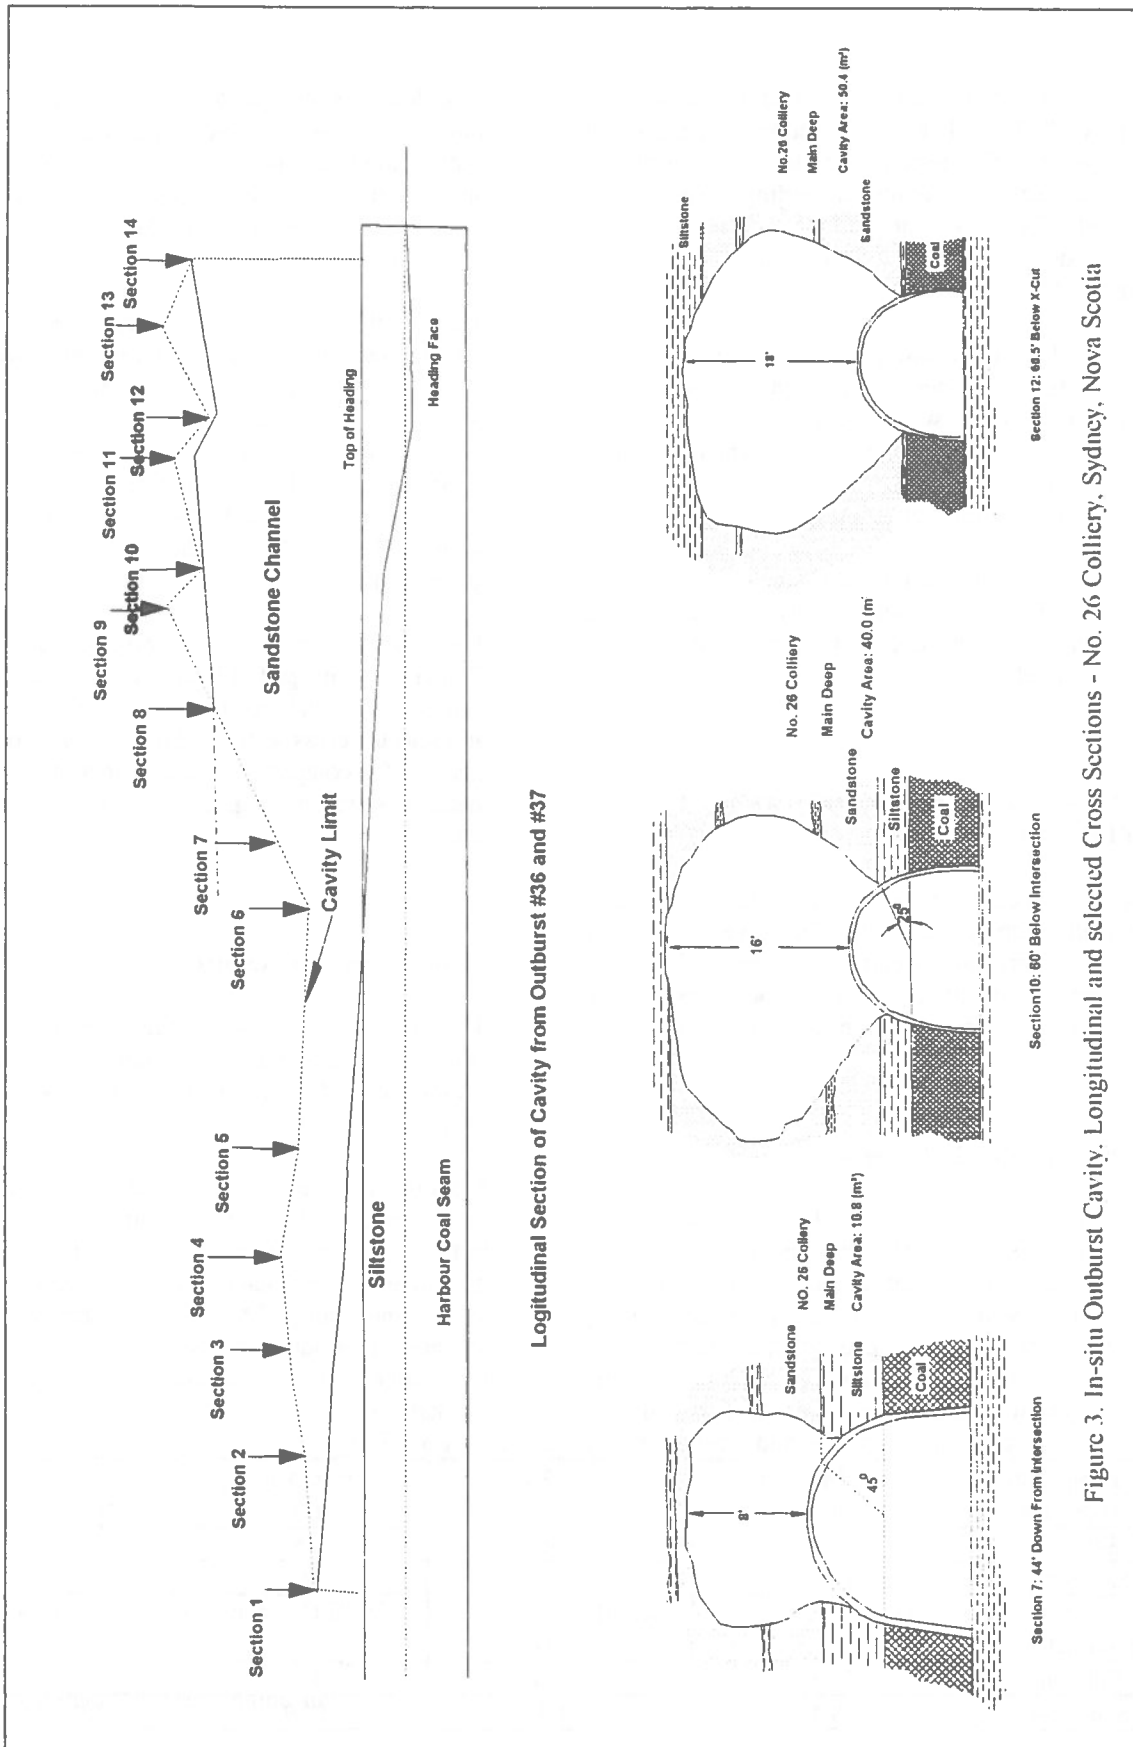 Section 1
Section 2
Section 3
Section 4
Section 5
Section 6
Section 7
Section 8
Section 9
Section 10
Section 11
Section 12
Section 13
Section 14
Cavity Limit
Sandstone Channel
Top of Heading
Heading Face
Siltstone
Harbour Coal Seam
Logitudinal Section of Cavity from Outburst #36 and #37
NO. 26 Colliery
Main Deep
Cavity Area: 10.8 (m²)
Sandstone
Siltstone
Coal
8'
45°
Section 7: 44' Down From Intersection
No. 26 Colliery
Main Deep
Cavity Area: 40.0 (m
Sandstone
Siltstone
Coal
16'
25°
Section10: 60' Below Intersection
No.26 Colliery
Main Deep
Cavity Area: 50.4 (m²)
Siltstone
Sandstone
Coal
18'
Section 12: 68.5' Below X-Cut
Figure 3. In-situ Outburst Cavity. Longitudinal and selected Cross Sections - No. 26 Colliery, Sydney, Nova Scotia